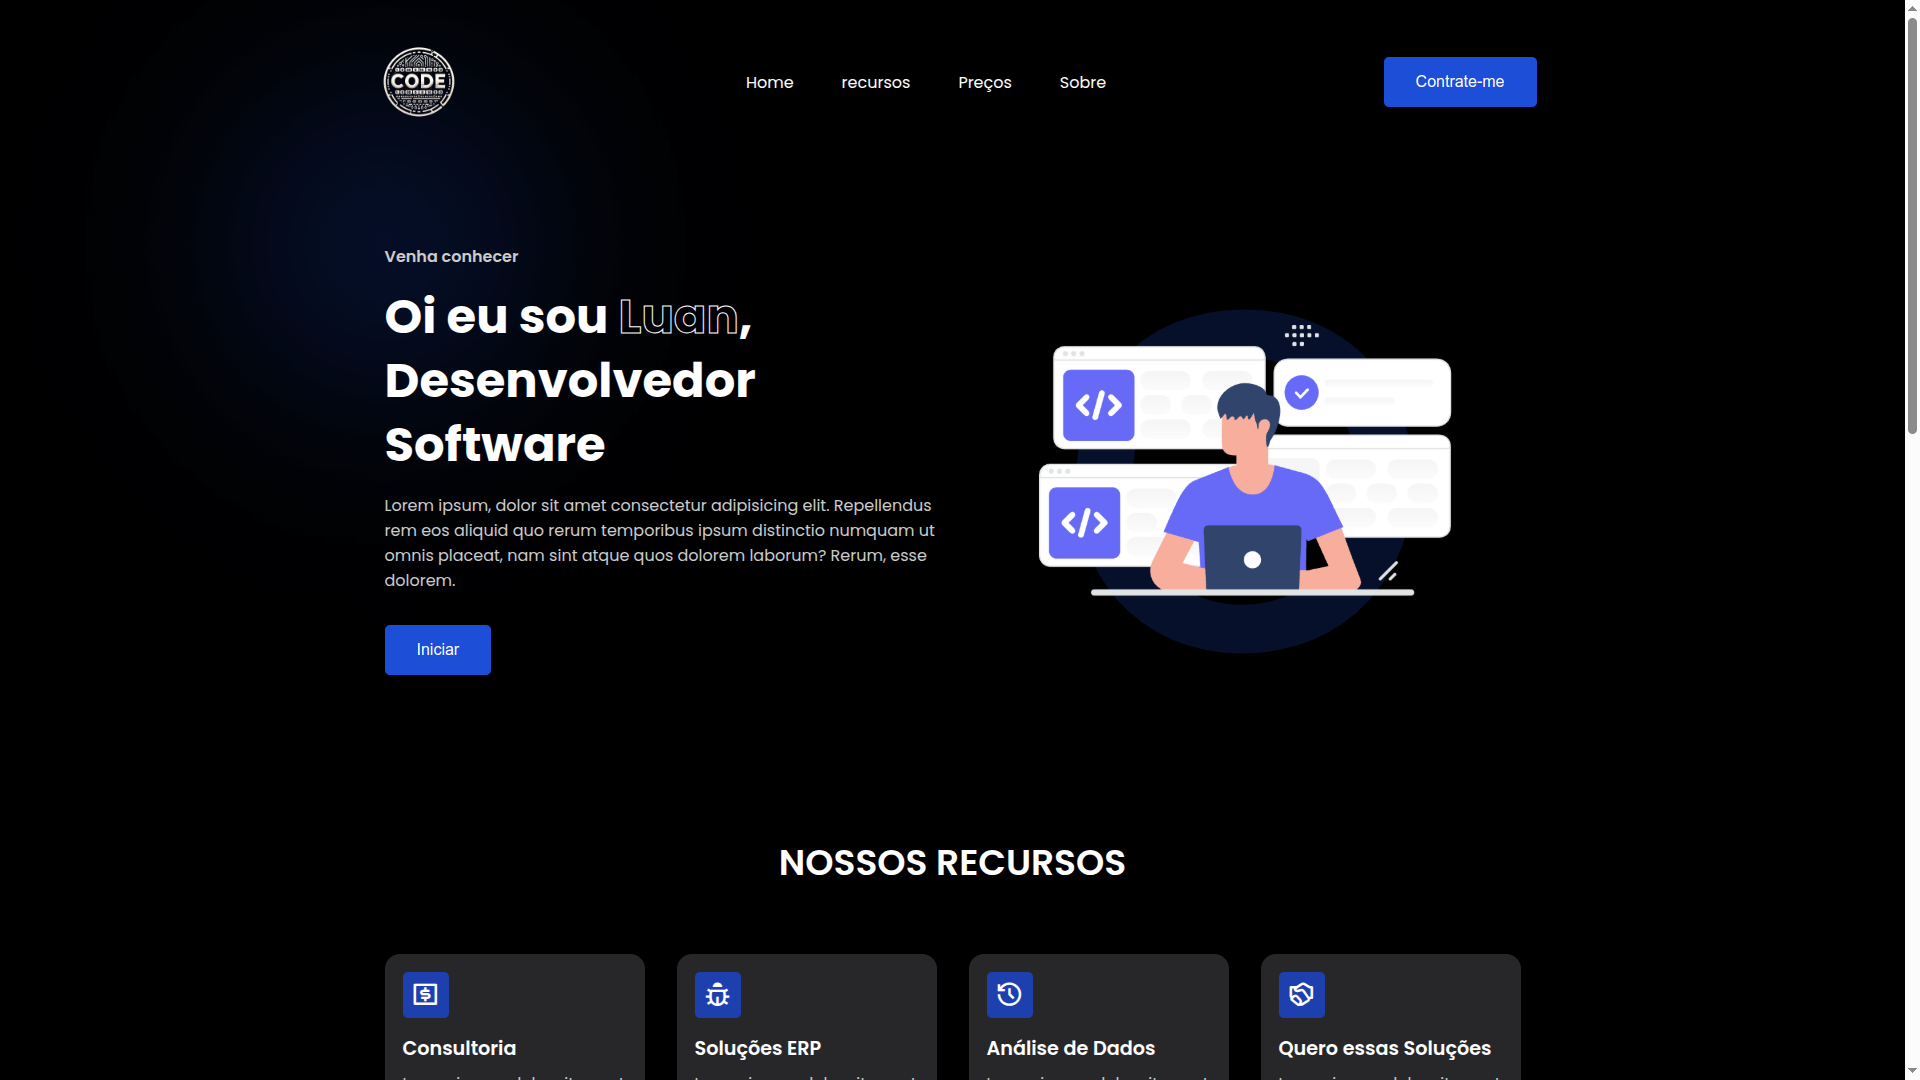 CODE
Home
recursos
Preços
Sobre
Contrate-me
Venha conhecer
Oi eu sou Luan,
Desenvolvedor
Software
Lorem ipsum, dolor sit amet consectetur adipisicing elit. Repellendus
rem eos aliquid quo rerum temporibus ipsum distinctio numquam ut
omnis placeat, nam sint atque quos dolorem laborum? Rerum, esse
dolorem.
Iniciar
NOSSOS RECURSOS
Consultoria
Soluções ERP
Análise de Dados
Quero essas Soluções